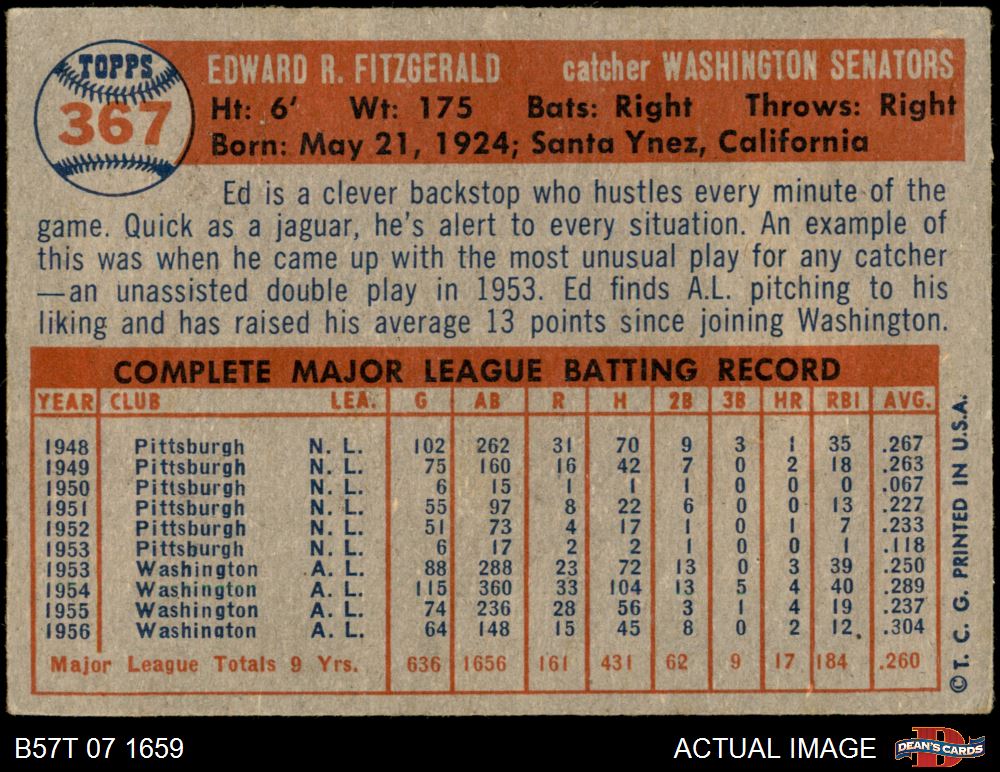 TOPPS
367
EDWARD R. FITZGERALD catcher WASHINGTON SENATORS
Ht: 6' Wt: 175 Bats: Right Throws: Right
Born: May 21, 1924; Santa Ynez, California
Ed is a clever backstop who hustles every minute of the
game. Quick as a jaguar, he's alert to every situation. An example of
this was when he came up with the most unusual play for any catcher
—an unassisted double play in 1953. Ed finds A.L. pitching to his
liking and has raised his average 13 points since joining Washington.
COMPLETE MAJOR LEAGUE BATTING RECORD
YEAR CLUB LEA. G AB R H 2B 3B HR RBI AVG.
1948 Pittsburgh N. L. 102 262 31 70 9 3 1 35 .267
1949 Pittsburgh N. L. 75 160 16 42 7 0 2 18 .263
1950 Pittsburgh N. L. 6 15 1 1 1 0 0 0 .067
1951 Pittsburgh N. L. 55 97 8 22 6 0 0 13 .227
1952 Pittsburgh N. L. 51 73 4 17 1 0 1 7 .233
1953 Pittsburgh N. L. 6 17 2 2 1 0 0 1 .118
1953 Washington A. L. 88 288 23 72 13 0 3 39 .250
1954 Washington A. L. 115 360 33 104 13 5 4 40 .289
1955 Washington A. L. 74 236 28 56 3 1 4 19 .237
1956 Washington A. L. 64 148 15 45 8 0 2 12 .304
Major League Totals 9 Yrs. 636 1656 161 431 62 9 17 184 .260
© T. C. G. PRINTED IN U.S.A.
B57T 07 1659
ACTUAL IMAGE
DEAN'S CARDS